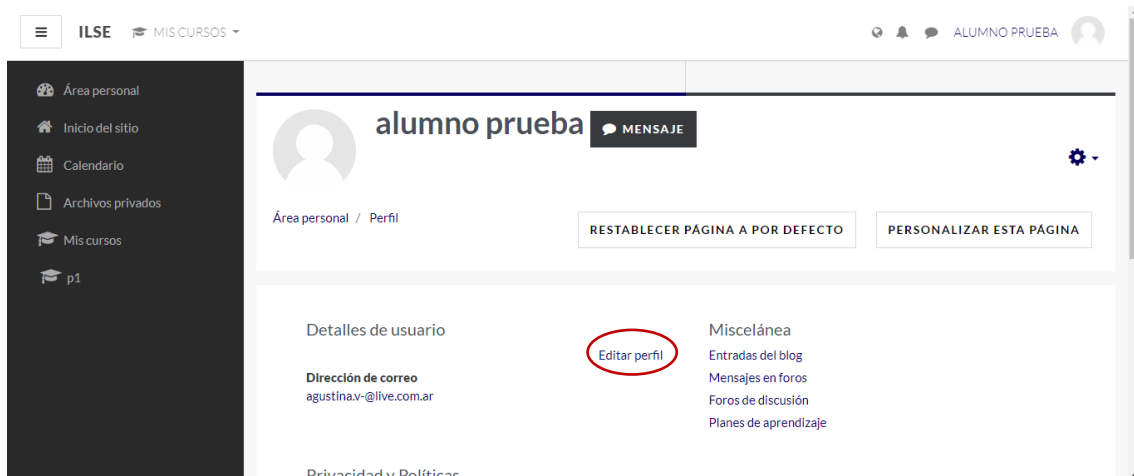 ILSE MIS CURSOS ALUMNO PRUEBA
Área personal
Inicio del sitio
Calendario
Archivos privados
Mis cursos
p1
alumno prueba MENSAJE
Área personal / Perfil
RESTABLECER PÁGINA A POR DEFECTO PERSONALIZAR ESTA PÁGINA
Detalles de usuario
Editar perfil
Dirección de correo
agustina.v-@live.com.ar
Miscelánea
Entradas del blog
Mensajes en foros
Foros de discusión
Planes de aprendizaje
Privacidad y Políticas